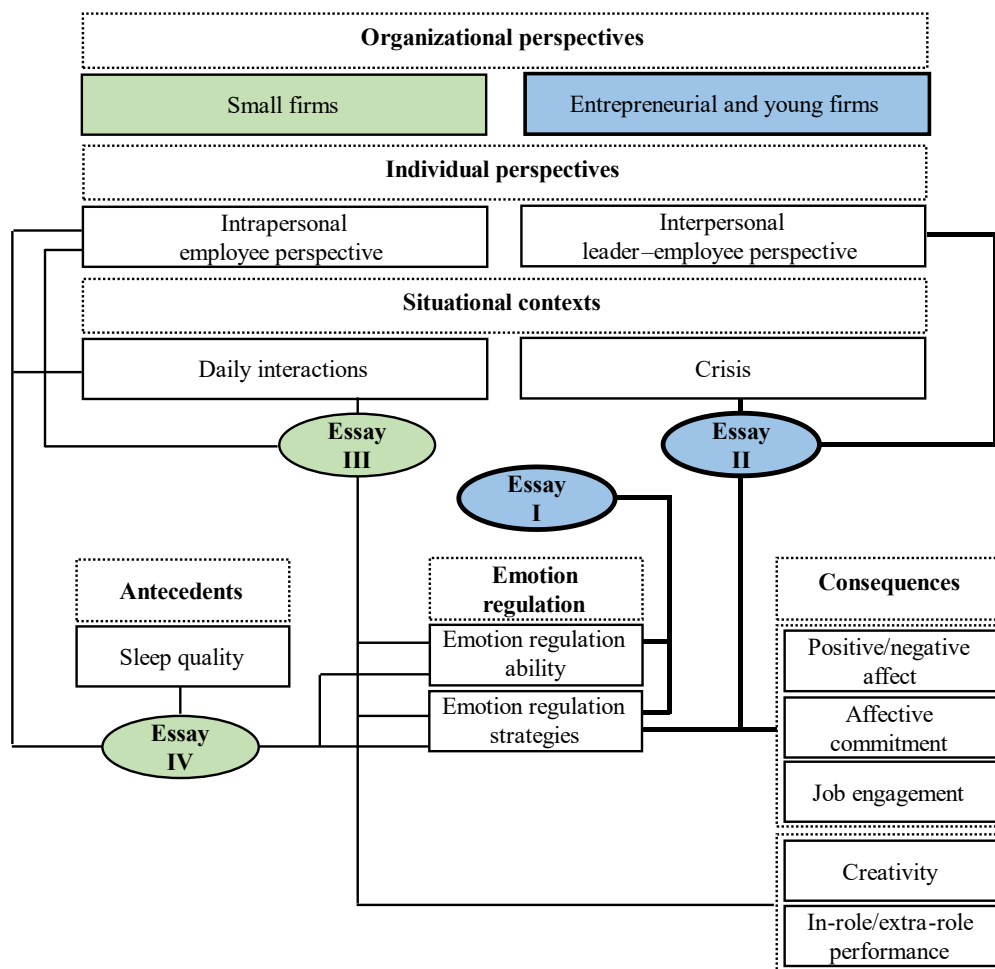 Organizational perspectives
Small firms
Entrepreneurial and young firms
Individual perspectives
Intrapersonal
employee perspective
Interpersonal
leader–employee perspective
Situational contexts
Daily interactions
Crisis
Essay
III
Essay
II
Essay
I
Antecedents
Emotion
regulation
Consequences
Sleep quality
Emotion regulation
ability
Positive/negative
affect
Emotion regulation
strategies
Affective
commitment
Essay
IV
Job engagement
Creativity
In-role/extra-role
performance